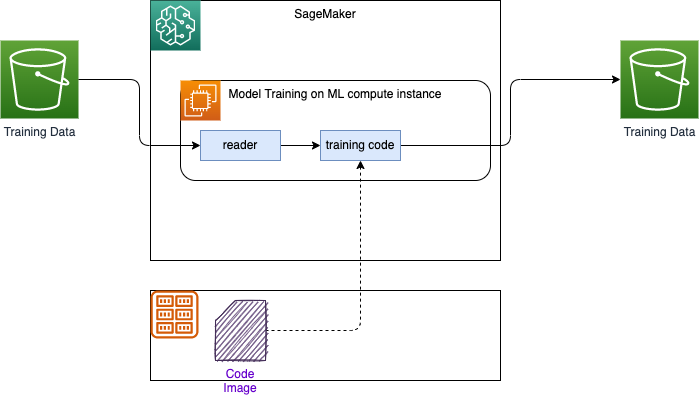 SageMaker
Model Training on ML compute instance
Training Data
reader
training code
Training Data
Code
Image